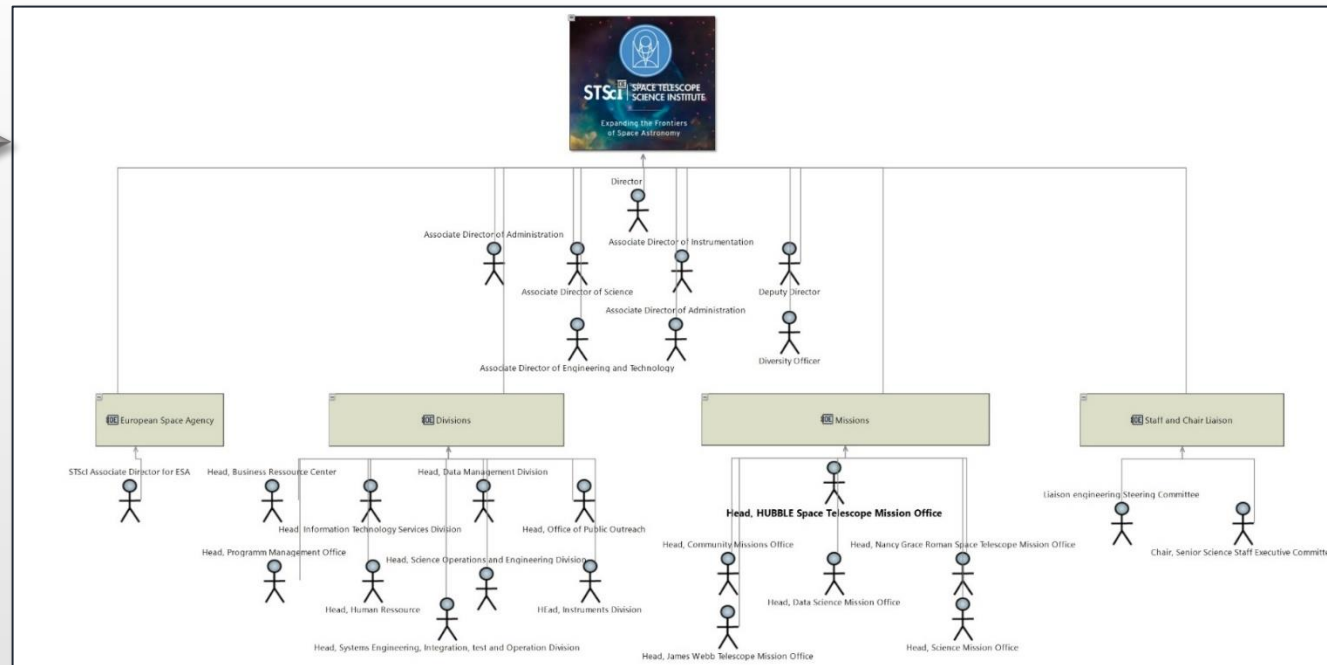 STScI
SPACE TELESCOPE
SCIENCE INSTITUTE
Expanding the Frontiers
of Space Astronomy
Director
Associate Director of Administration
Associate Director of Instrumentation
Associate Director of Science
Deputy Director
Associate Director of Administration
Associate Director of Engineering and Technology
Diversity Officer
European Space Agency
Divisions
Missions
Staff and Chair Liaison
STScI Associate Director for ESA
Head, Business Ressource Center
Head, Data Management Division
Head, Information Technology Services Division
Head, Office of Public Outreach
Head, Programm Management Office
Head, Science Operations and Engineering Division
Head, Human Ressource
HEad, Instruments Division
Head, Systems Engineering, Integration, test and Operation Division
Head, HUBBLE Space Telescope Mission Office
Head, Community Missions Office
Head, Nancy Grace Roman Space Telescope Mission Office
Head, Data Science Mission Office
Head, James Webb Telescope Mission Office
Head, Science Mission Office
Liaison engineering Steering Committee
Chair, Senior Science Staff Executive Committe